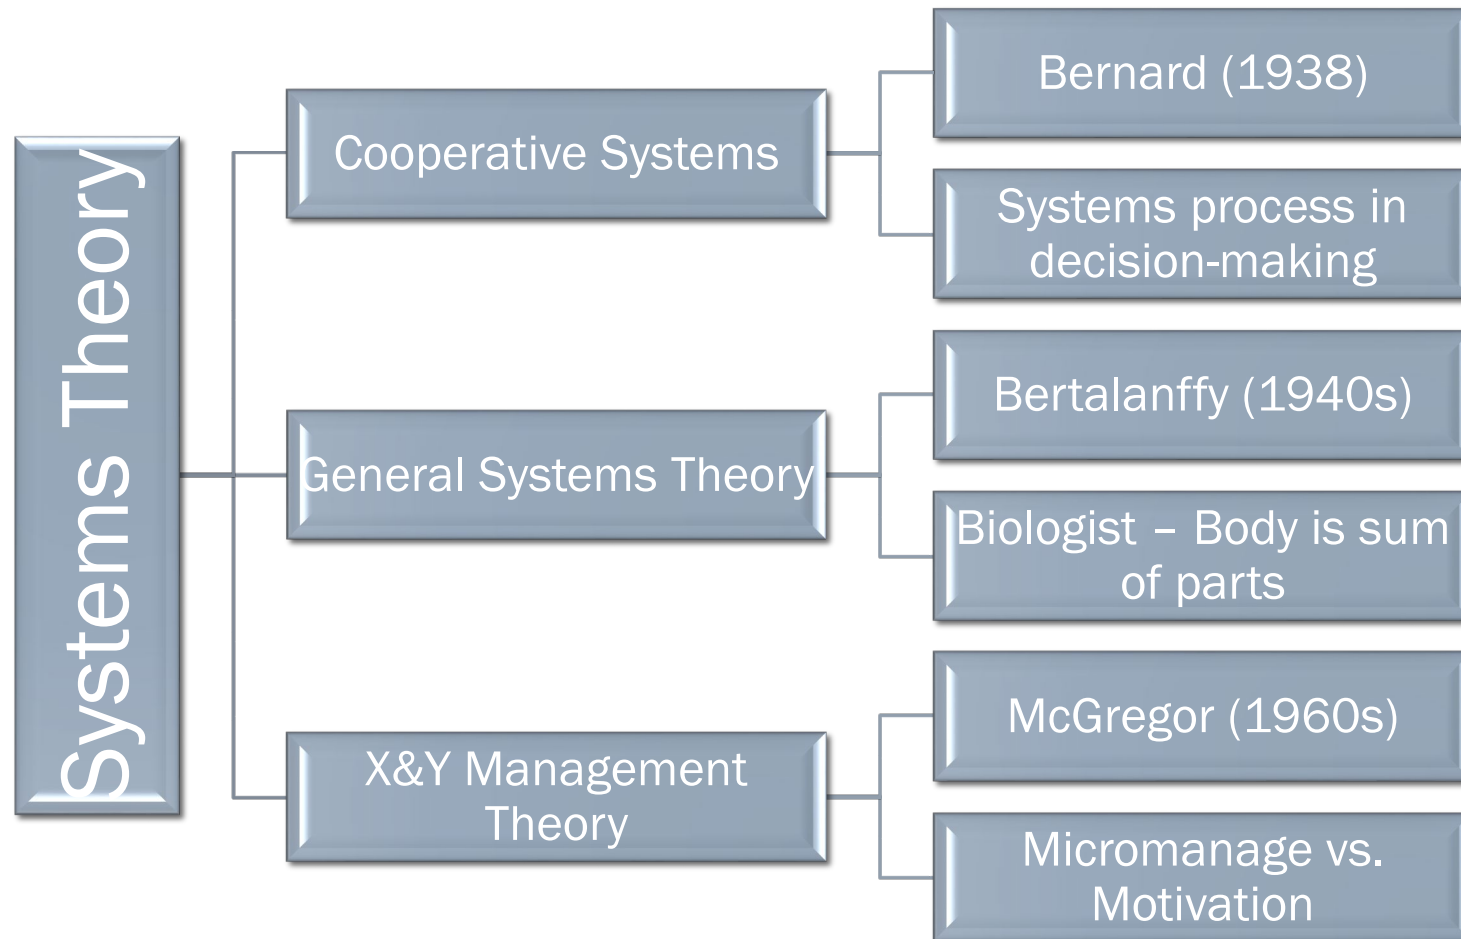 Systems Theory
Cooperative Systems
Bernard (1938)
Systems process in
decision-making
General Systems Theory
Bertalanffy (1940s)
Biologist – Body is sum
of parts
X&Y Management
Theory
McGregor (1960s)
Micromanage vs.
Motivation